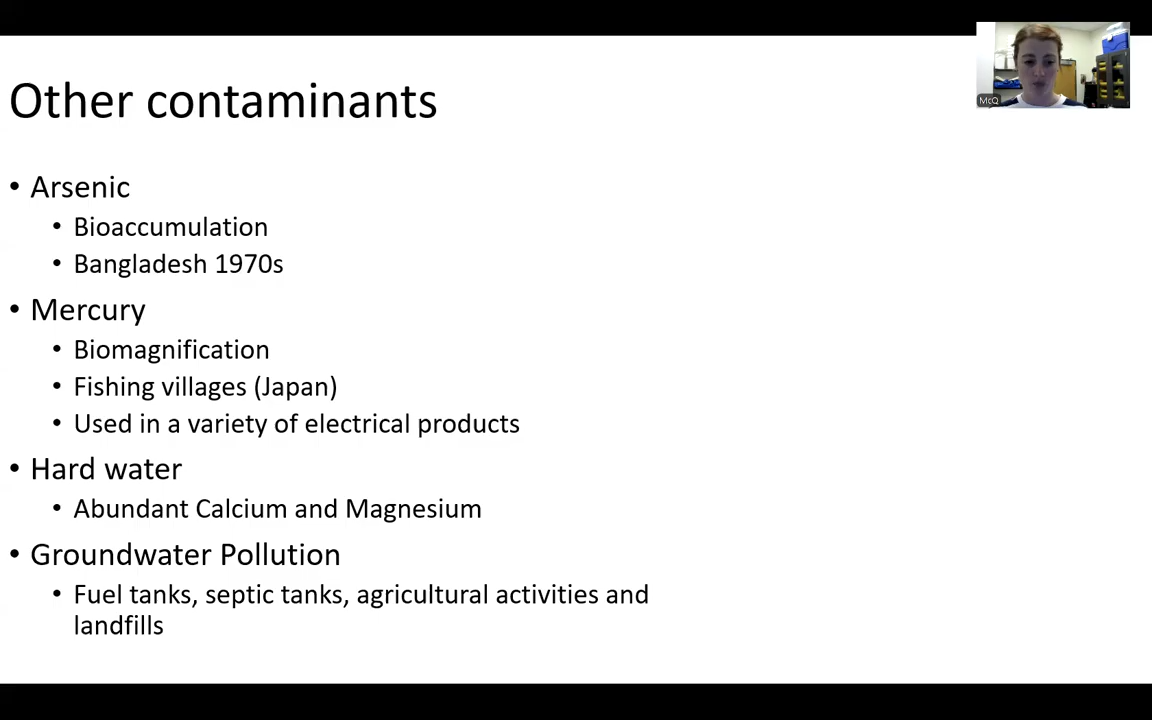 McQ
Other contaminants
• Arsenic
• Bioaccumulation
• Bangladesh 1970s
• Mercury
• Biomagnification
• Fishing villages (Japan)
• Used in a variety of electrical products
• Hard water
• Abundant Calcium and Magnesium
• Groundwater Pollution
• Fuel tanks, septic tanks, agricultural activities and
landfills